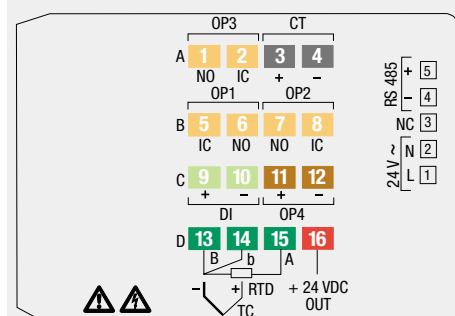 OP3 CT
A 1 2 3 4
NO IC + −
OP1 OP2
B 5 6 7 8
IC NO NO IC
C 9 10 11 12
+ − + −
DI OP4
D 13 14 15 16
B b A
− + RTD + 24 VDC
TC OUT
RS 485 + 5
− 4
NC 3
24 V ~ N 2
L 1